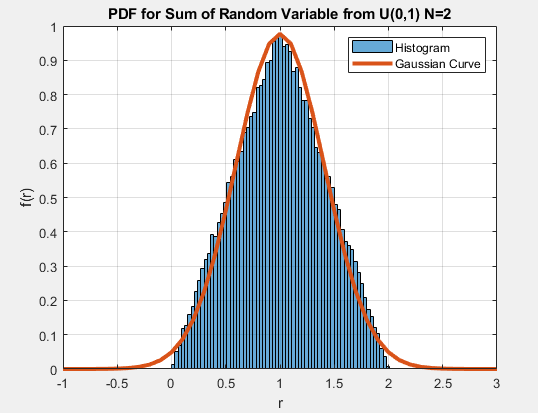 PDF for Sum of Random Variable from U(0,1) N=2
Histogram
Gaussian Curve
f(r)
1
0.9
0.8
0.7
0.6
0.5
0.4
0.3
0.2
0.1
0
-1 -0.5 0 0.5 1 1.5 2 2.5 3
r